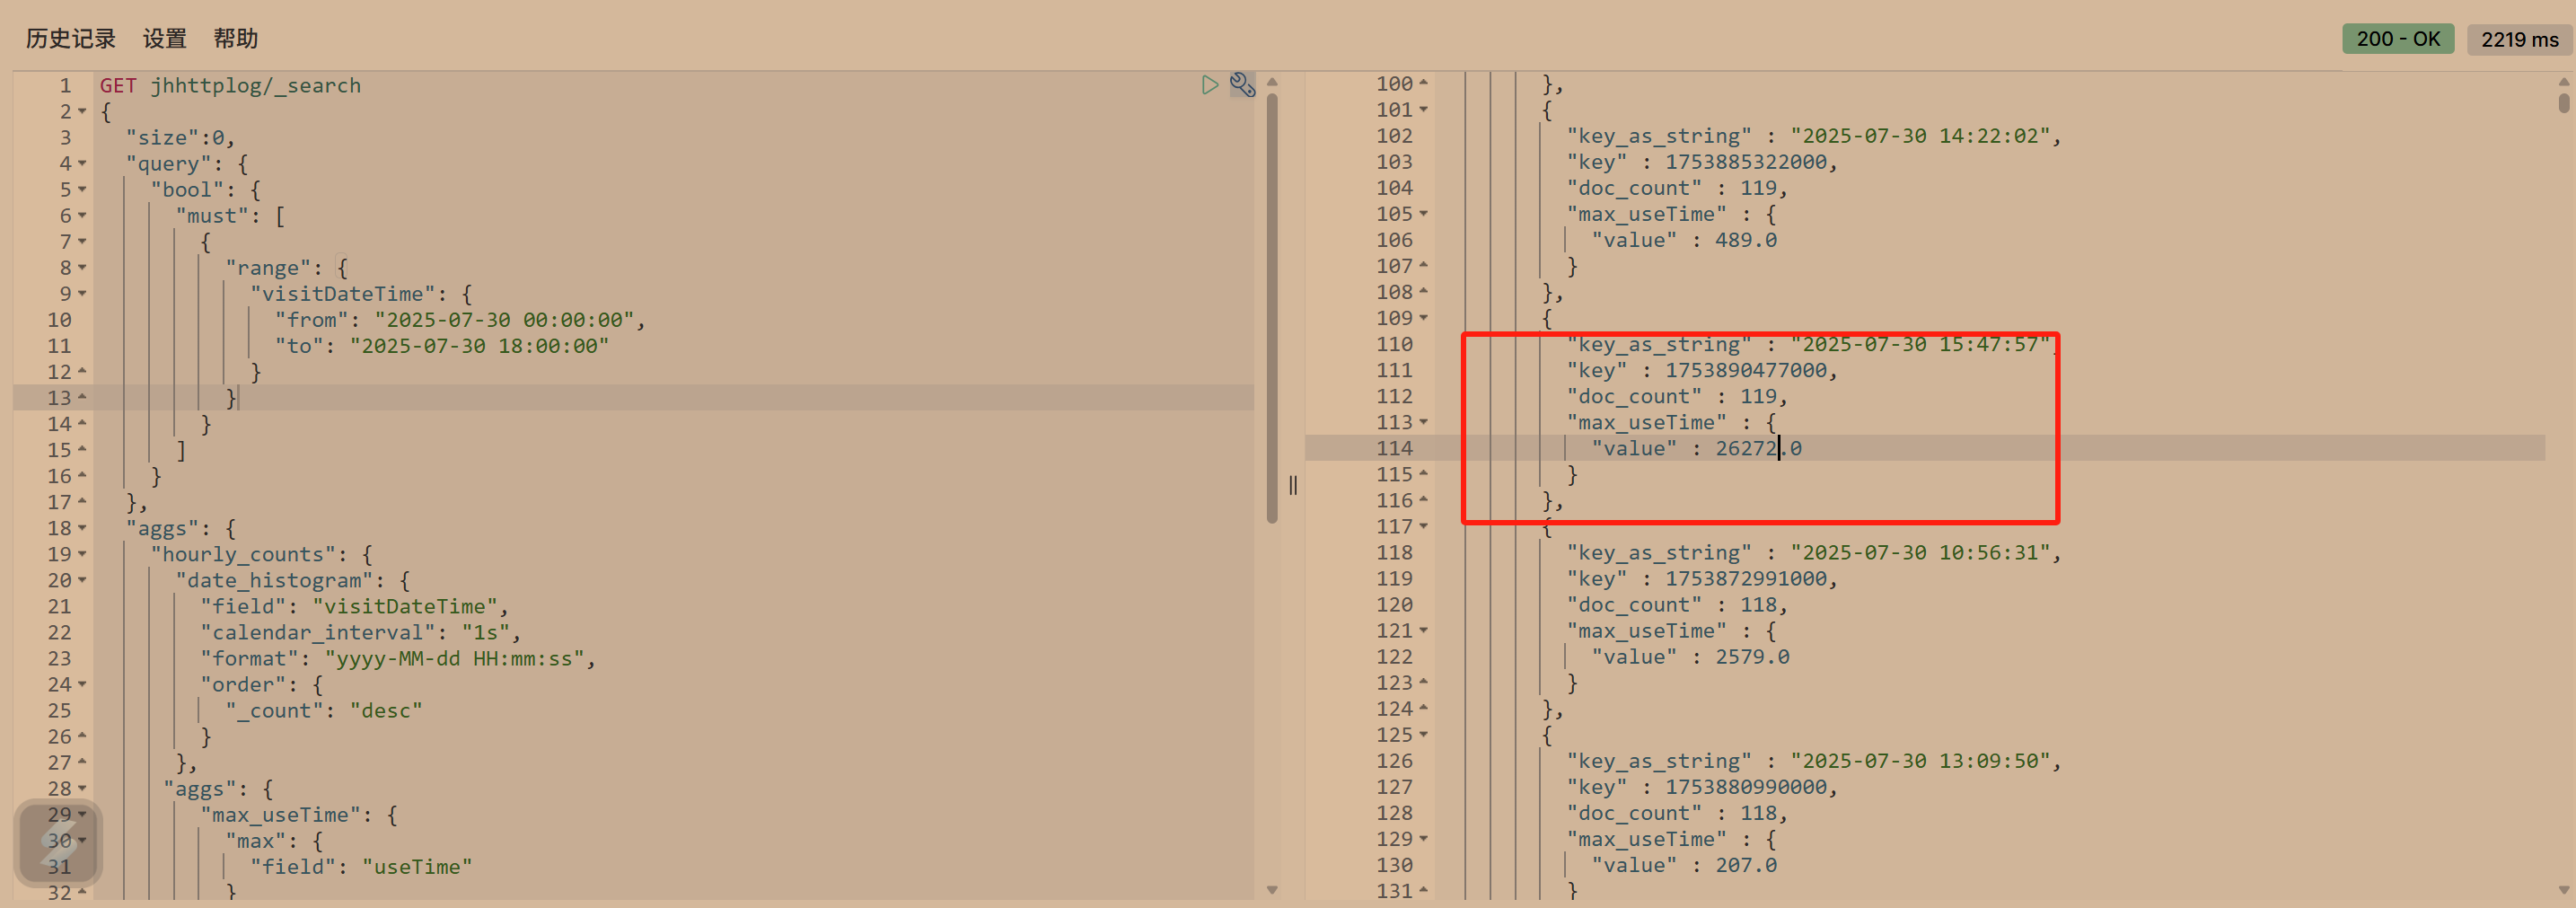 历史记录 设置 帮助
200 - OK 2219 ms
1 GET jhhttplog/_search
2 {
3 "size":0,
4 "query": {
5 "bool": {
6 "must": [
7 {
8 "range": {
9 "visitDateTime": {
10 "from": "2025-07-30 00:00:00",
11 "to": "2025-07-30 18:00:00"
12 }
13 }
14 }
15 ]
16 }
17 },
18 "aggs": {
19 "hourly_counts": {
20 "date_histogram": {
21 "field": "visitDateTime",
22 "calendar_interval": "1s",
23 "format": "yyyy-MM-dd HH:mm:ss",
24 "order": {
25 "_count": "desc"
26 }
27 },
28 "aggs": {
29 "max_useTime": {
30 "max": {
31 "field": "useTime"
32 }
100 },
101 {
102 "key_as_string" : "2025-07-30 14:22:02",
103 "key" : 1753885322000,
104 "doc_count" : 119,
105 "max_useTime" : {
106 "value" : 489.0
107 }
108 },
109 {
110 "key_as_string" : "2025-07-30 15:47:57",
111 "key" : 1753890477000,
112 "doc_count" : 119,
113 "max_useTime" : {
114 "value" : 26272.0
115 }
116 },
117 {
118 "key_as_string" : "2025-07-30 10:56:31",
119 "key" : 1753872991000,
120 "doc_count" : 118,
121 "max_useTime" : {
122 "value" : 2579.0
123 }
124 },
125 {
126 "key_as_string" : "2025-07-30 13:09:50",
127 "key" : 1753880990000,
128 "doc_count" : 118,
129 "max_useTime" : {
130 "value" : 207.0
131 }